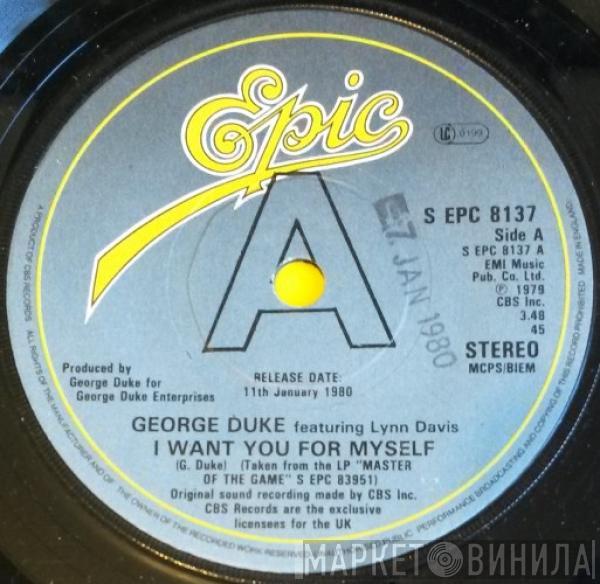 Epic
LC 0199
A
S EPC 8137
Side A
S EPC 8137 A
EMI Music
Pub. Co. Ltd.
℗ 1979
CBS Inc.
3.48
45
STEREO
MCPS/BIEM
7. JAN 1980
Produced by
George Duke for
George Duke Enterprises
RELEASE DATE:
11th January 1980
GEORGE DUKE featuring Lynn Davis
I WANT YOU FOR MYSELF
(G. Duke) (Taken from the LP "MASTER
OF THE GAME" S EPC 83951)
Original sound recording made by CBS Inc.
CBS Records are the exclusive
licensees for the UK
A PRODUCT OF CBS RECORDS ALL RIGHTS OF THE MANUFACTURER AND OF THE OWNER OF THE RECORDED WORK RESERVED. PUBLIC PERFORMANCE BROADCASTING AND COPYING OF THIS RECORD PROHIBITED MADE IN ENGLAND
МАРКЕТ ВИНИЛА